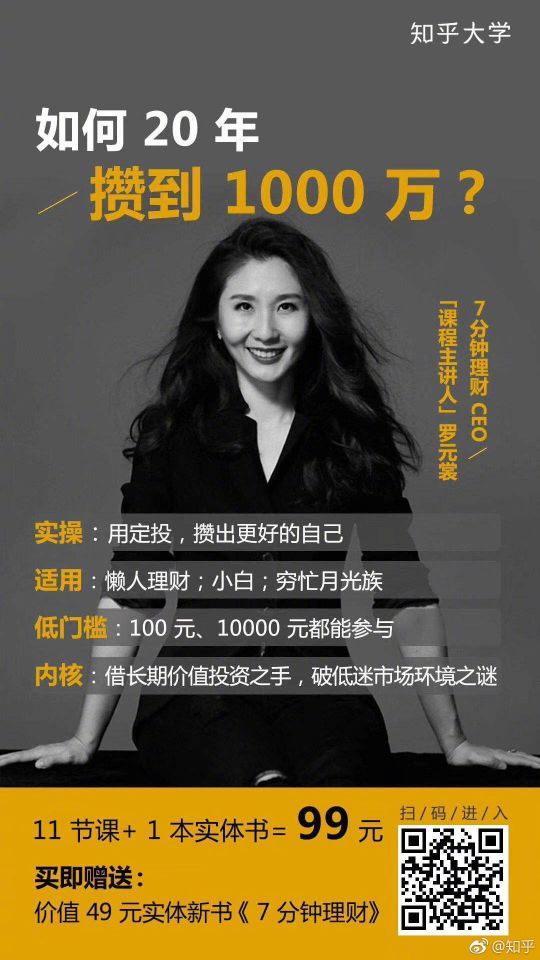 知乎大学
如何 20 年
攒到 1000 万?
7分钟理财 CEO
「课程主讲人」罗元裳
实操:用定投,攒出更好的自己
适用:懒人理财;小白;穷忙月光族
低门槛:100 元、10000 元都能参与
内核:借长期价值投资之手,破低迷市场环境之谜
扫/码/进/入
11 节课+ 1 本实体书= 99 元
买即赠送:
价值 49 元实体新书《 7 分钟理财》
@知乎